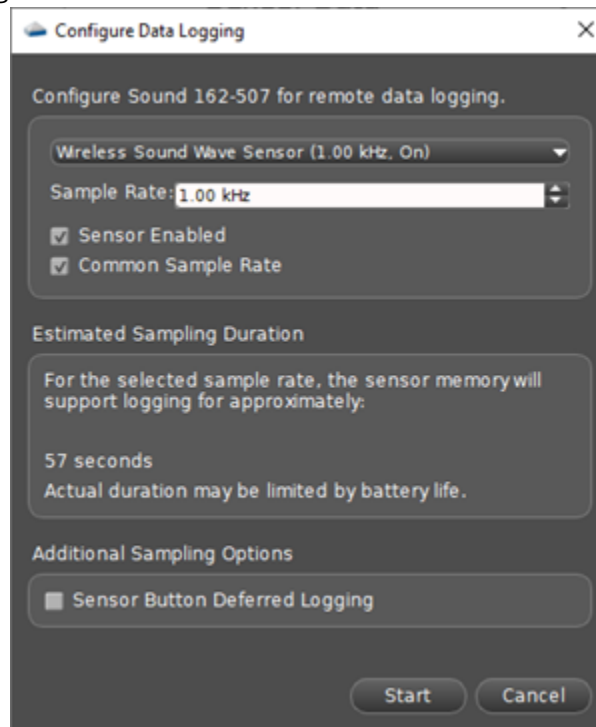 Configure Data Logging
Configure Sound 162-507 for remote data logging.
Wireless Sound Wave Sensor (1.00 kHz, On)
Sample Rate: 1.00 kHz
Sensor Enabled
Common Sample Rate
Estimated Sampling Duration
For the selected sample rate, the sensor memory will
support logging for approximately:
57 seconds
Actual duration may be limited by battery life.
Additional Sampling Options
Sensor Button Deferred Logging
Start Cancel